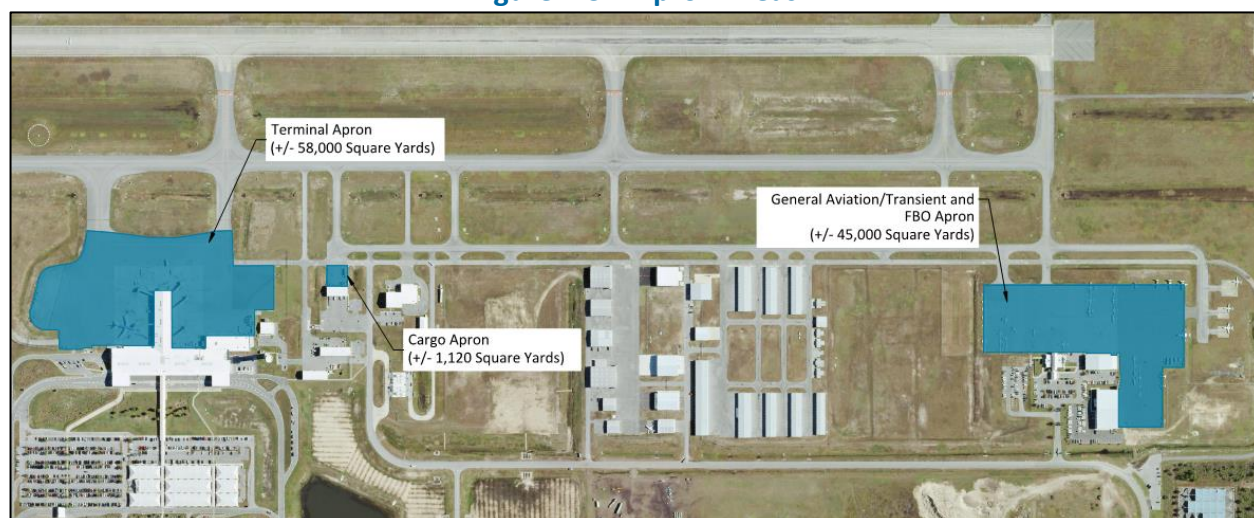 Terminal Apron
(+/- 58,000 Square Yards)
General Aviation/Transient and
FBO Apron
(+/- 45,000 Square Yards)
Cargo Apron
(+/- 1,120 Square Yards)